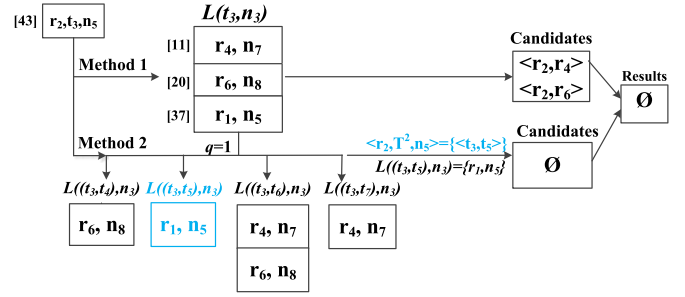 [43] r₂,t₃,n₅
L(t₃,n₃)
[11] r₄, n₇
[20] r₆, n₈
[37] r₁, n₅
Method 1
Candidates
<r₂,r₄>
<r₂,r₆>
Results
Ø
Method 2
q=1
<r₂,T²,n₅>={<t₃,t₅>}
L((t₃,t₅),n₃)={r₁,n₅}
Candidates
Ø
L((t₃,t₄),n₃) L((t₃,t₅),n₃) L((t₃,t₆),n₃) L((t₃,t₇),n₃)
r₆, n₈ r₁, n₅ r₄, n₇ r₄, n₇
r₆, n₈